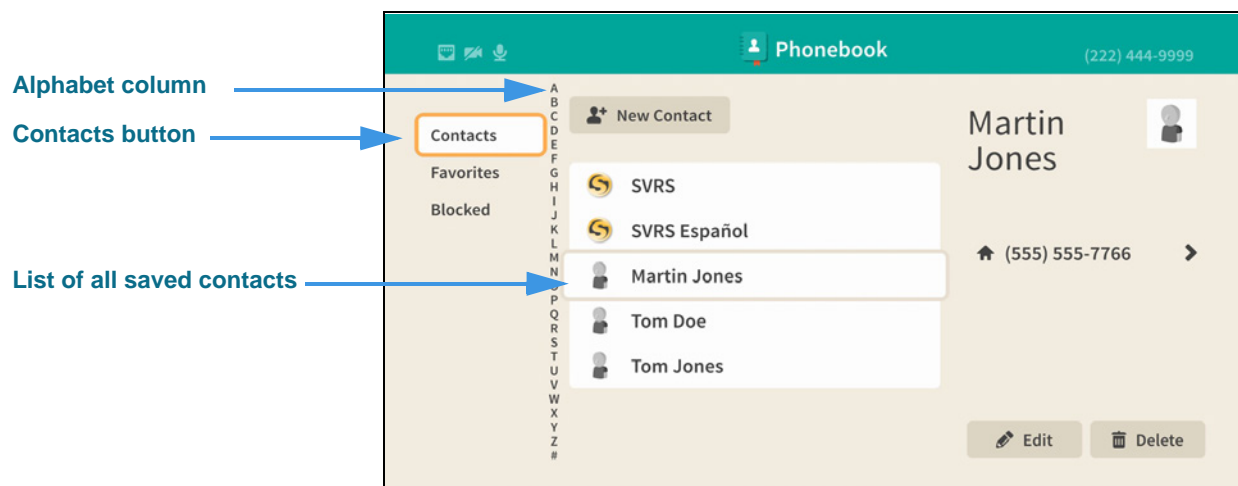 Phonebook
(222) 444-9999
Alphabet column
Contacts button
List of all saved contacts
Contacts
Favorites
Blocked
A
B
C
D
E
F
G
H
I
J
K
L
M
N
P
Q
R
S
T
U
V
W
X
Y
Z
#
New Contact
SVRS
SVRS Español
Martin Jones
Tom Doe
Tom Jones
Martin
Jones
(555) 555-7766
Edit
Delete